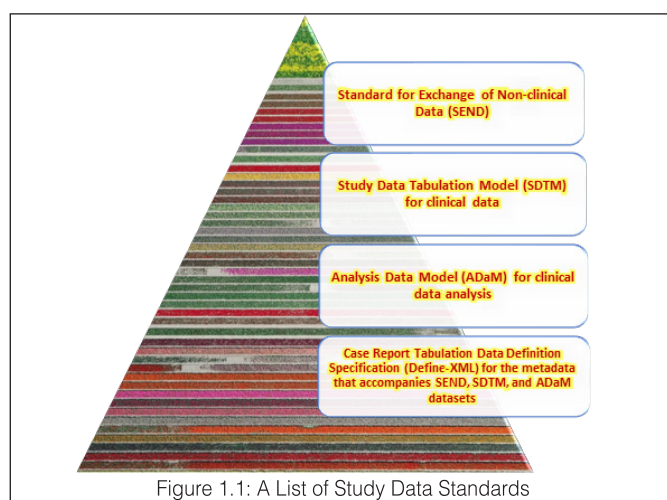 Standard for Exchange of Non-clinical
Data (SEND)
Study Data Tabulation Model (SDTM)
for clinical data
Analysis Data Model (ADaM) for clinical
data analysis
Case Report Tabulation Data Definition
Specification (Define-XML) for the metadata
that accompanies SEND, SDTM, and ADaM
datasets
Figure 1.1: A List of Study Data Standards